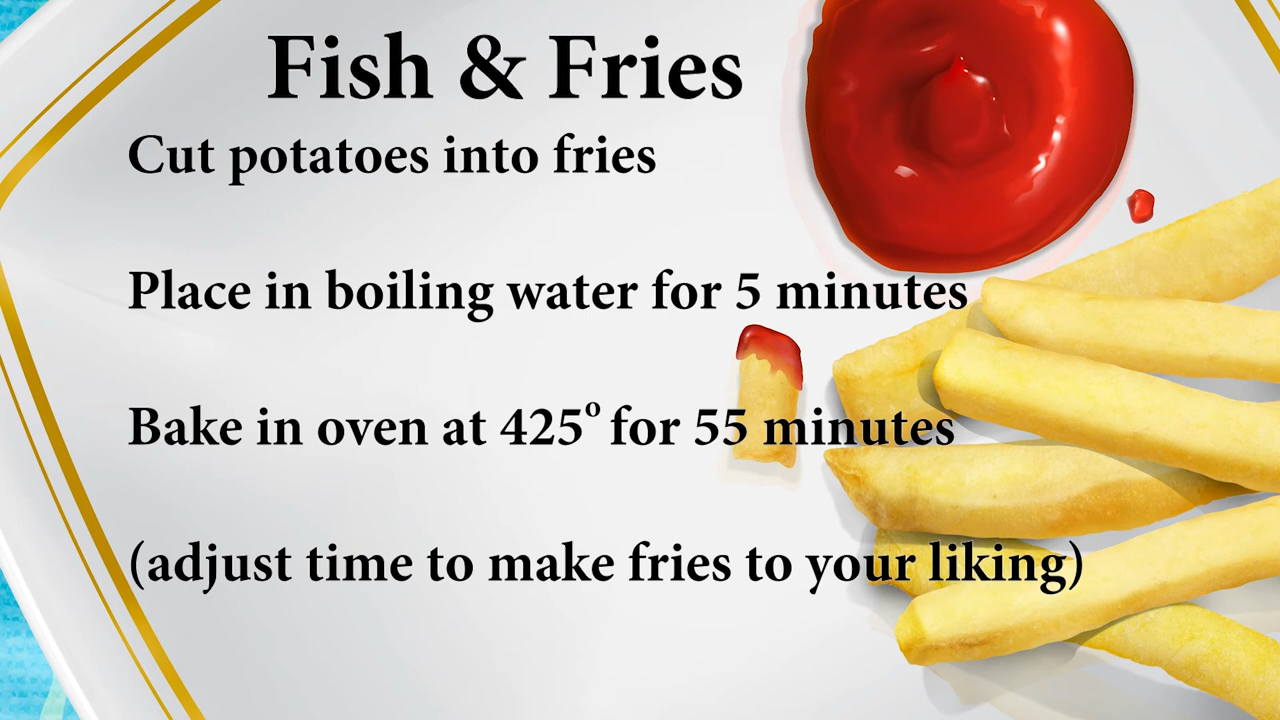 Fish & Fries
Cut potatoes into fries
Place in boiling water for 5 minutes
Bake in oven at 425º for 55 minutes
(adjust time to make fries to your liking)